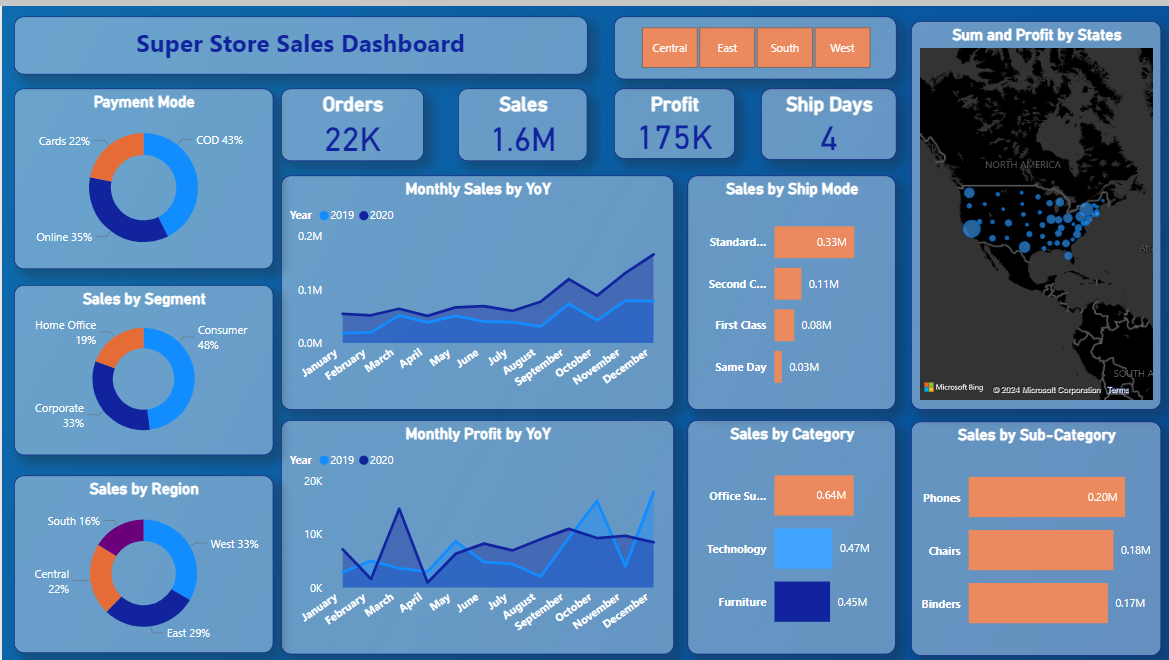 Super Store Sales Dashboard
Central
East
South
West
Sum and Profit by States
Payment Mode
Cards 22%
COD 43%
Online 35%
Orders
22K
Sales
1.6M
Profit
175K
Ship Days
4
NORTH AMERICA
SOUTH A
At
Microsoft Bing
© 2024 Microsoft Corporation
Terms
Monthly Sales by YoY
Year 2019 2020
0.2M
0.1M
0.0M
January
February
March
April
May
June
July
August
September
October
November
December
Sales by Ship Mode
Standard... 0.33M
Second C... 0.11M
First Class 0.08M
Same Day 0.03M
Sales by Segment
Home Office
19%
Consumer
48%
Corporate
33%
Monthly Profit by YoY
Year 2019 2020
20K
10K
0K
January
February
March
April
May
June
July
August
September
October
November
December
Sales by Category
Office Su... 0.64M
Technology 0.47M
Furniture 0.45M
Sales by Sub-Category
Phones 0.20M
Chairs 0.18M
Binders 0.17M
Sales by Region
South 16%
West 33%
Central
22%
East 29%